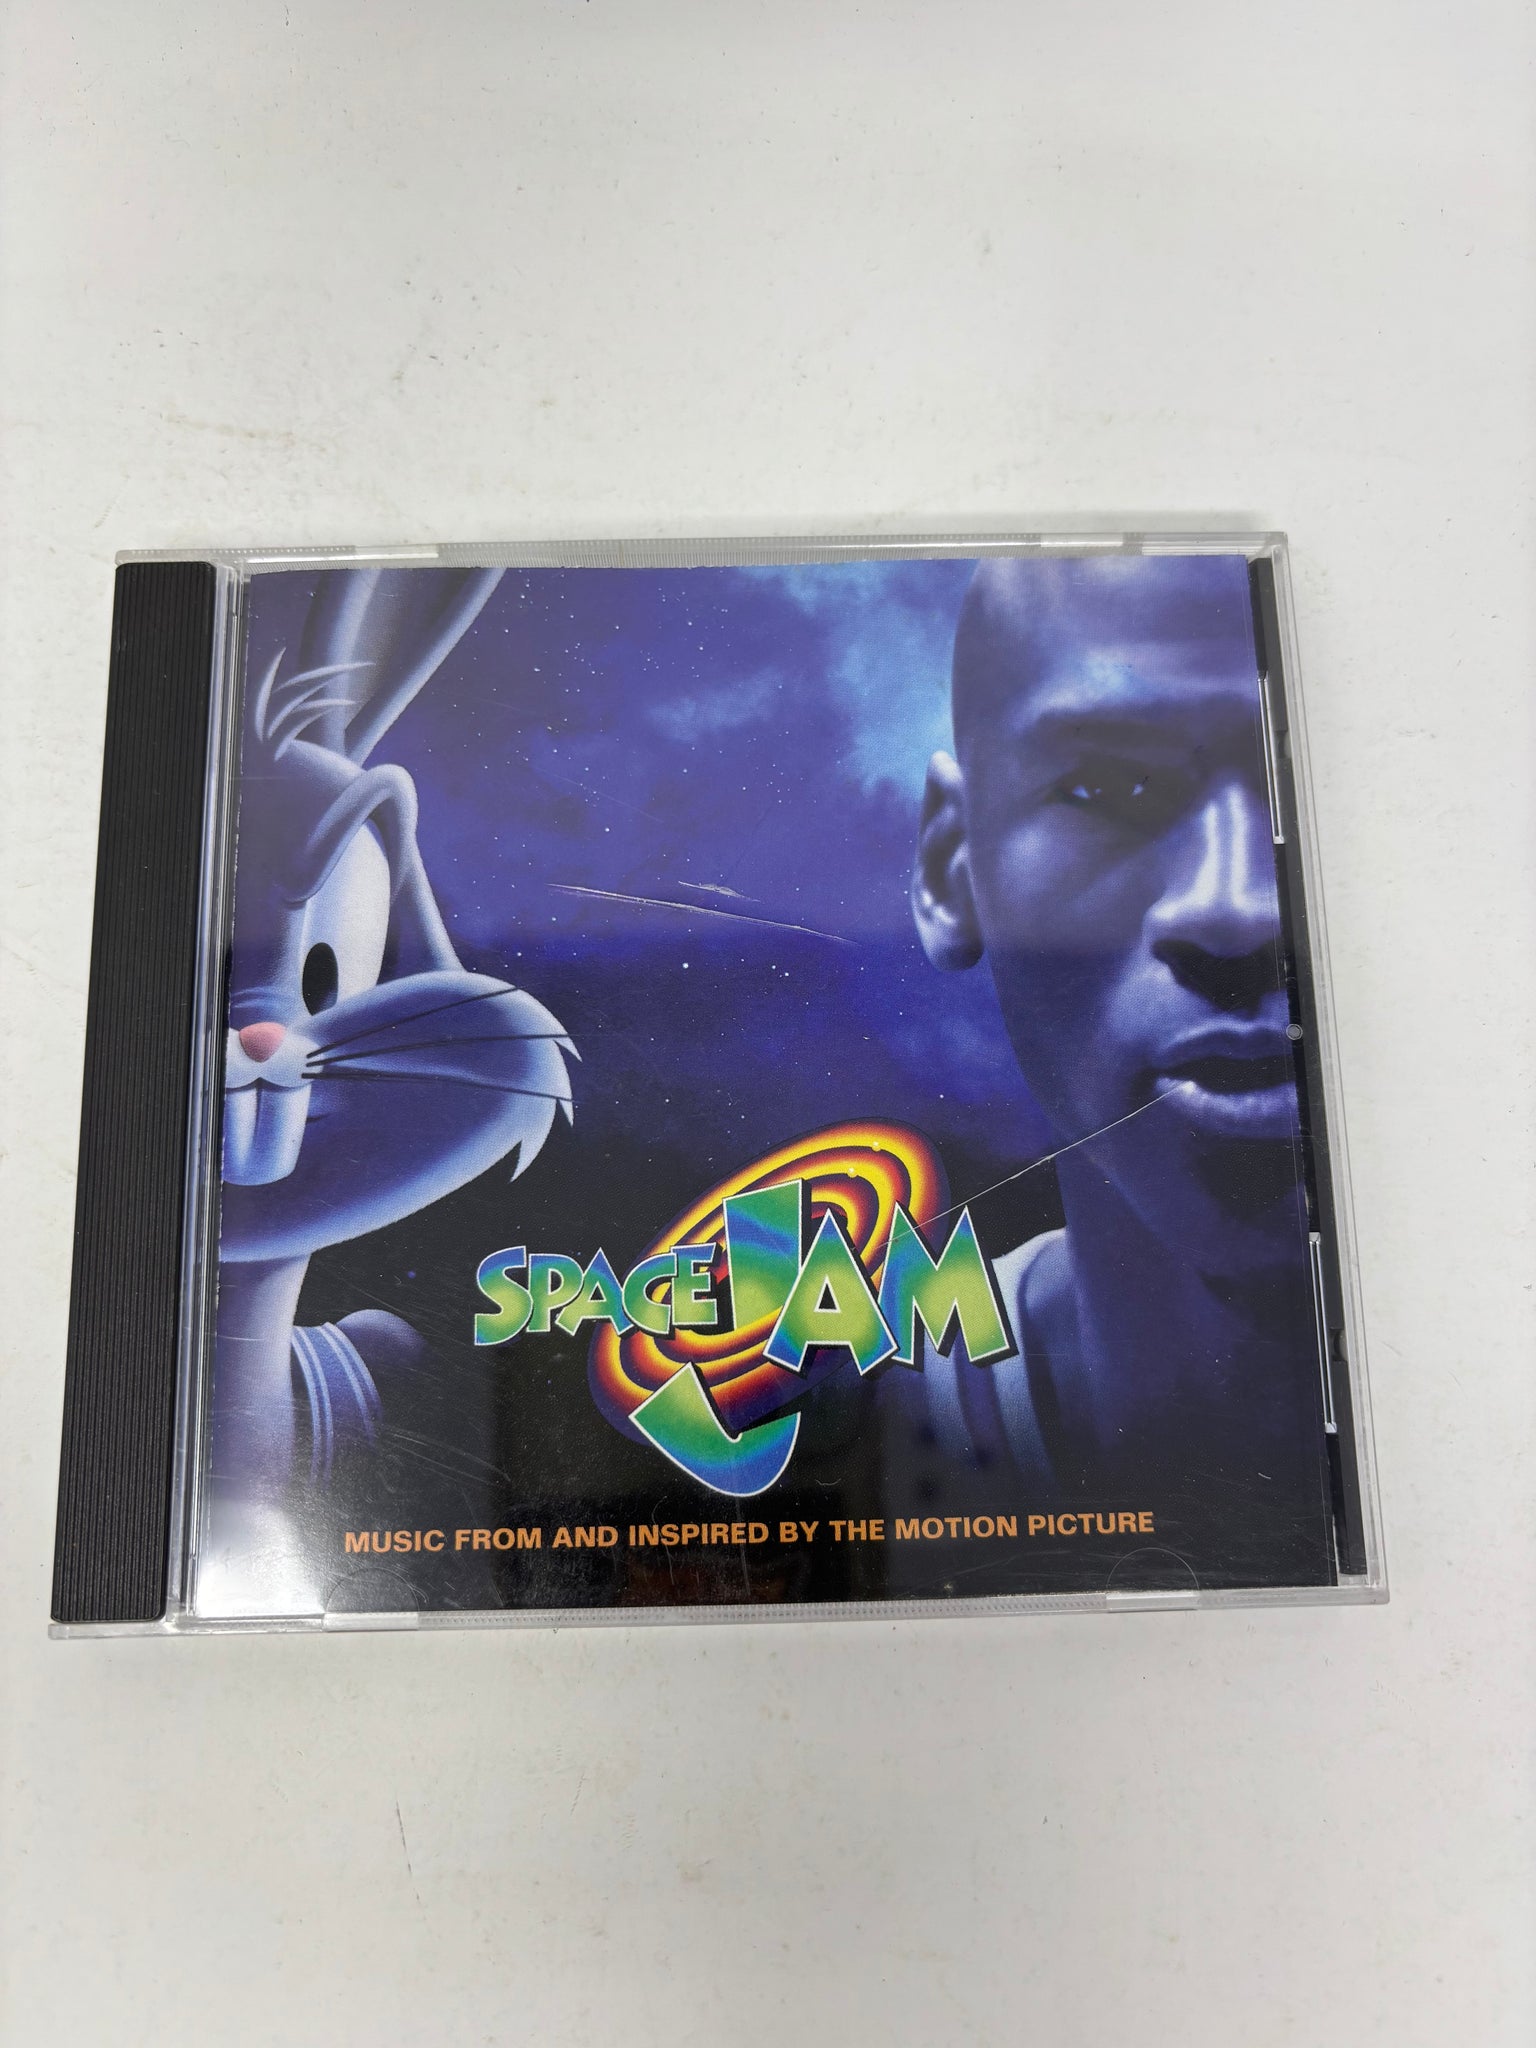 SPACE JAM
MUSIC FROM AND INSPIRED BY THE MOTION PICTURE